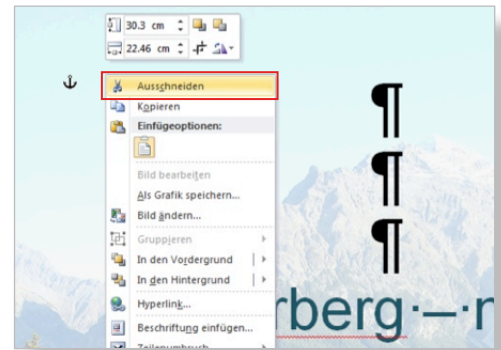 30.3 cm
22.46 cm
Ausschneiden
Kopieren
Einfügeoptionen:
Bild bearbeiten
Als Grafik speichern...
Bild ändern...
Gruppieren
In den Vordergrund
In den Hintergrund
Hyperlink...
Beschriftung einfügen...
Zeilenumbruch
¶
¶
¶
rberg·–·n